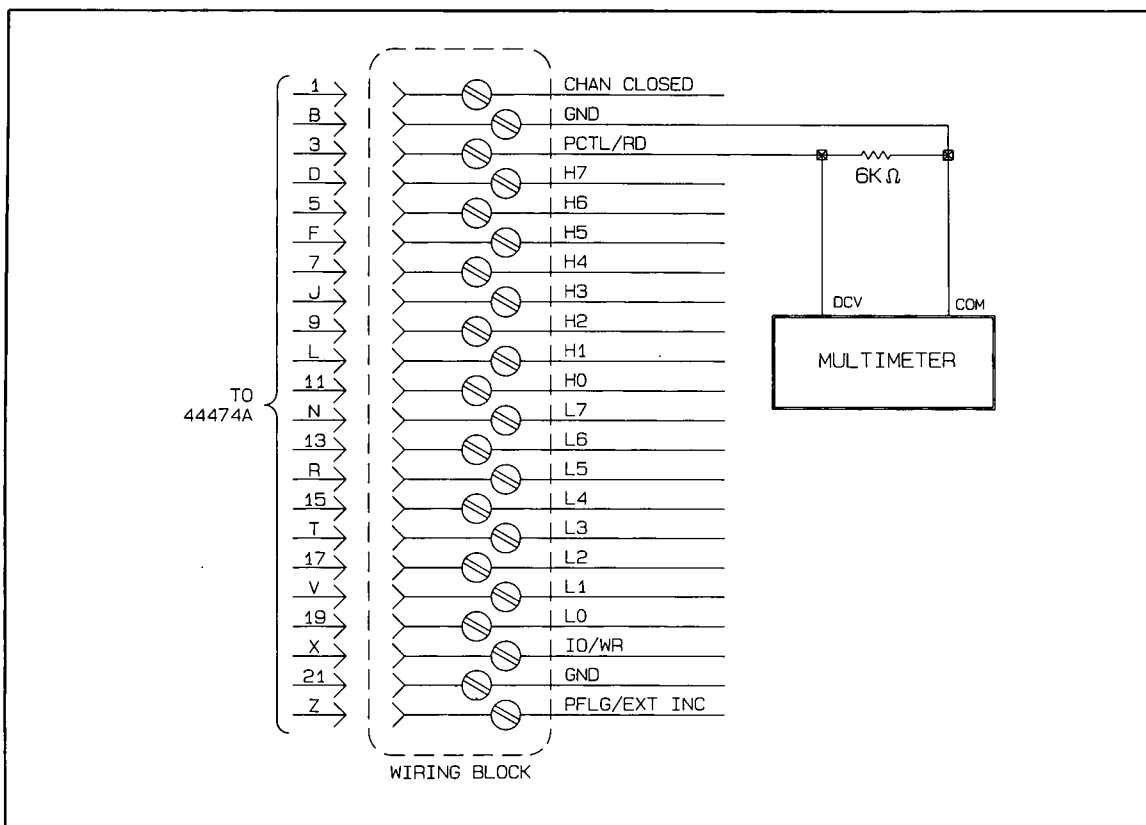 1 CHAN CLOSED
B GND
3 PCTL/RD
D H7
5 H6
F H5
7 H4
J H3
9 H2
L H1
11 H0
N L7
13 L6
R L5
15 L4
T L3
17 L2
V L1
19 L0
X IO/WR
21 GND
Z PFLG/EXT INC
TO
44474A
WIRING BLOCK
6KΩ
DCV COM
MULTIMETER